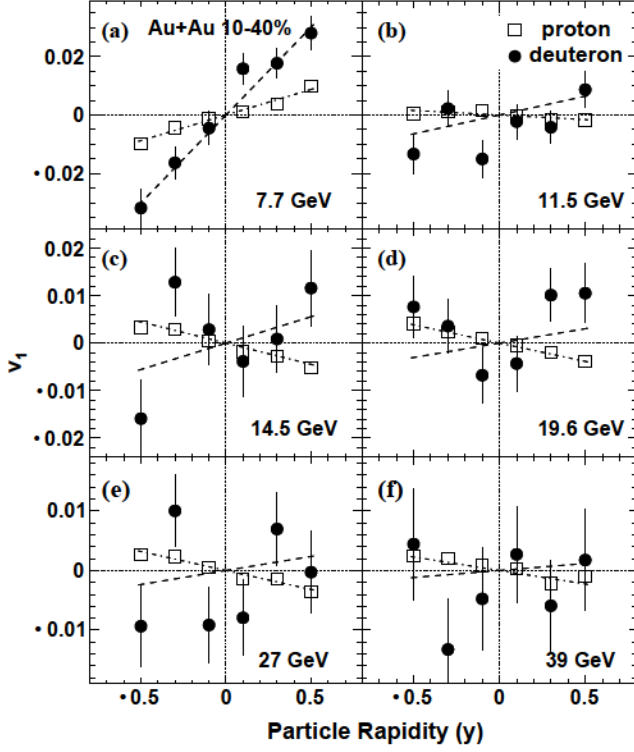 (a) Au+Au 10-40%
(b) proton
deuteron
0.02
0
• 0.02
7.7 GeV
11.5 GeV
(c)
(d)
0.02
0.01
0
• 0.01
• 0.02
14.5 GeV
19.6 GeV
v1
(e)
(f)
0.01
0
• 0.01
27 GeV
39 GeV
• 0.5 0 0.5 • 0.5 0 0.5
Particle Rapidity (y)